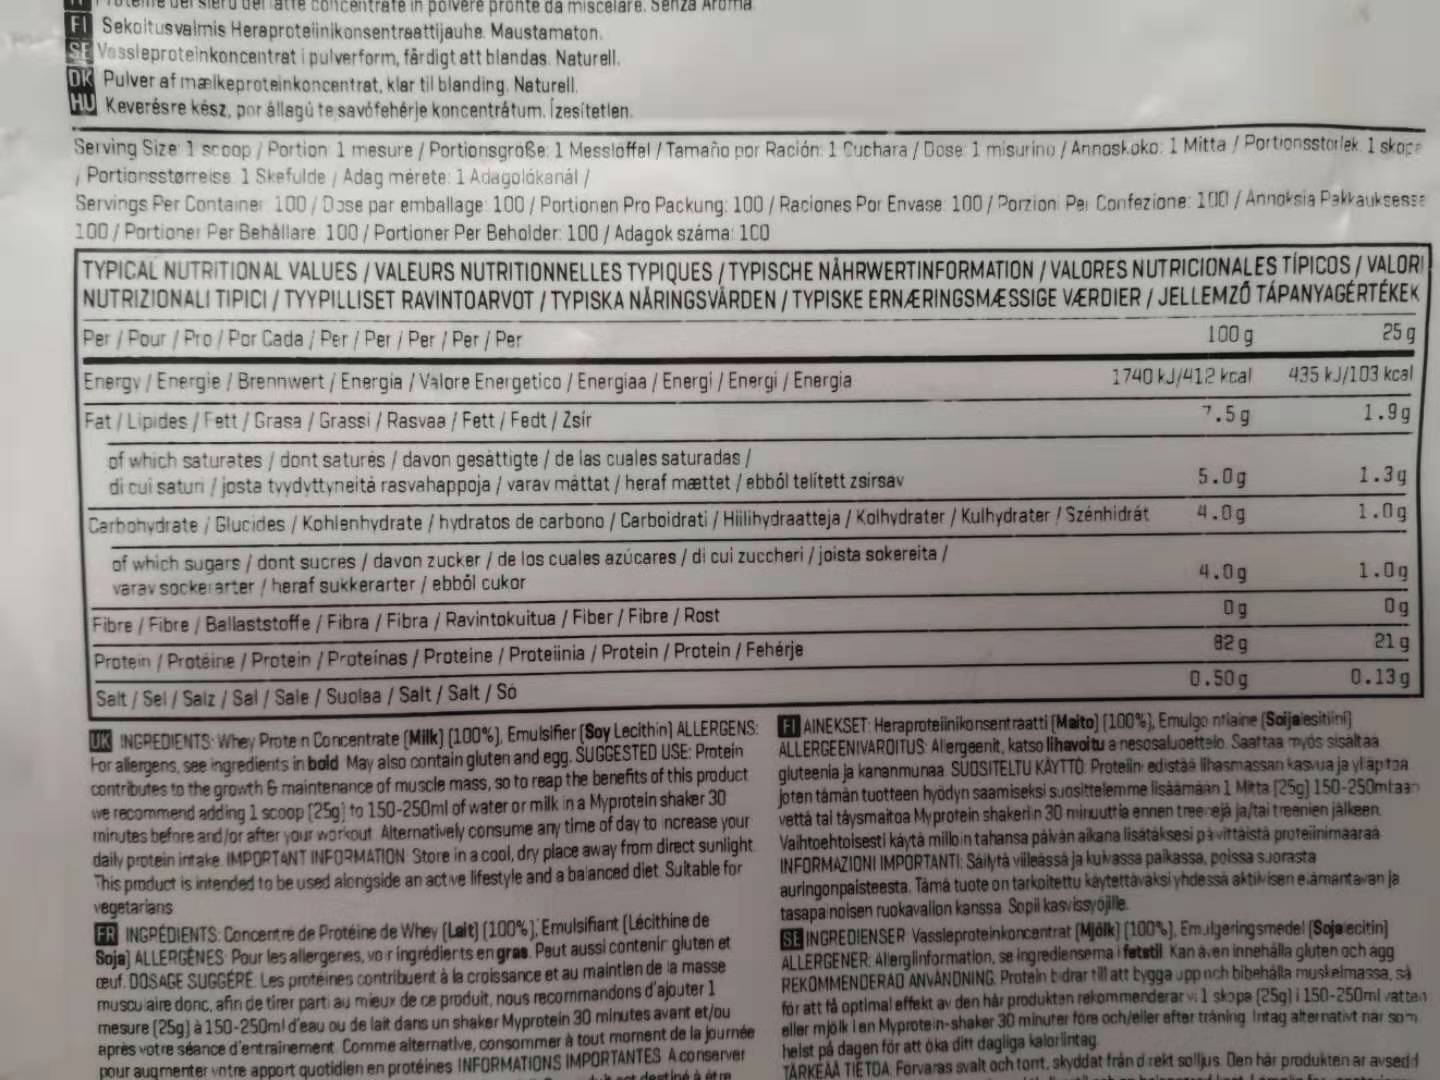 del siero del latte concentrate in polvere pronte da miscelare. Senza Aroma.
FI Sekoitusvalmis Heraproteiinikonsentraattijauhe. Maustamaton.
SE Vassleproteinkoncentrat i pulverform, färdigt att blandas. Naturell.
DK Pulver af mælkeproteinkoncentrat, klar til blanding. Naturell.
HU Keverésre kész, por állagú tejsavófehérje koncentrátum. Ízesítetlen.
Serving Size: 1 scoop / Portion: 1 mesure / Portionsgröße: 1 Messlöffel / Tamaño por Ración: 1 Cuchara / Dose: 1 misurino / Annoskoko: 1 Mitta / Portionsstorlek: 1 skopa
/ Portionsstørrelse: 1 Skefulde / Adag mérete: 1 Adagolókanál /
Servings Per Container: 100 / Dose par emballage: 100 / Portionen Pro Packung: 100 / Raciones Por Envase: 100 / Porzioni Per Confezione: 100 / Annoksia Pakkauksessa:
100 / Portioner Per Behållare: 100 / Portioner Per Beholder: 100 / Adagok száma: 100
TYPICAL NUTRITIONAL VALUES / VALEURS NUTRITIONNELLES TYPIQUES / TYPISCHE NÄHRWERTINFORMATION / VALORES NUTRICIONALES TÍPICOS / VALORI
NUTRIZIONALI TIPICI / TYYPILLISET RAVINTOARVOT / TYPISKA NÄRINGSVÄRDEN / TYPISKE ERNÆRINGSMÆSSIGE VÆRDIER / JELLEMZŐ TÁPANYAGÉRTÉKEK
Per / Pour / Pro / Por Cada / Per / Per / Per / Per / Per 100 g 25 g
Energy / Energie / Brennwert / Energía / Valore Energetico / Energiaa / Energi / Energi / Energia 1740 kJ/412 kcal 435 kJ/103 kcal
Fat / Lipides / Fett / Grasa / Grassi / Rasvaa / Fett / Fedt / Zsír 7.5 g 1.9 g
of which saturates / dont saturés / davon gesättigte / de las cuales saturadas /
di cui saturi / josta tyydyttyneitä rasvahappoja / varav mättat / heraf mættet / ebből telített zsírsav 5.0 g 1.3 g
Carbohydrate / Glucides / Kohlenhydrate / hydratos de carbono / Carboidrati / Hiilihydraatteja / Kolhydrater / Kulhydrater / Szénhidrát 4.0 g 1.0 g
of which sugars / dont sucres / davon zucker / de los cuales azúcares / di cui zuccheri / joista sokereita /
varav sockerarter / heraf sukkerarter / ebből cukor 4.0 g 1.0 g
Fibre / Fibre / Ballaststoffe / Fibra / Fibra / Ravintokuitua / Fiber / Fibre / Rost 0 g 0 g
Protein / Protéine / Protein / Proteínas / Proteine / Proteiinia / Protein / Protein / Fehérje 82 g 21 g
Salt / Sel / Salz / Sal / Sale / Suolaa / Salt / Salt / Só 0.50 g 0.13 g
UK INGREDIENTS: Whey Protein Concentrate (Milk) (100%), Emulsifier (Soy Lecithin) ALLERGENS:
For allergens, see ingredients in bold. May also contain gluten and egg. SUGGESTED USE: Protein
contributes to the growth & maintenance of muscle mass, so to reap the benefits of this product
we recommend adding 1 scoop (25g) to 150-250ml of water or milk in a Myprotein shaker 30
minutes before and/or after your workout. Alternatively consume any time of day to increase your
daily protein intake. IMPORTANT INFORMATION: Store in a cool, dry place away from direct sunlight.
This product is intended to be used alongside an active lifestyle and a balanced diet. Suitable for
vegetarians
FR INGRÉDIENTS: Concentré de Protéine de Whey (Lait) (100%), Emulsifiant (Lécithine de
Soja) ALLERGÈNES: Pour les allergenes, voir ingrédients en gras. Peut aussi contenir gluten et
œuf. DOSAGE SUGGÉRÉ: Les protéines contribuent à la croissance et au maintien de la masse
musculaire donc, afin de tirer parti au mieux de ce produit, nous recommandons d'ajouter 1
mesure (25g) à 150-250ml d'eau ou de lait dans un shaker Myprotein 30 minutes avant et/ou
après votre séance d'entraînement. Comme alternative, consommer à tout moment de la journée
pour augmenter votre apport quotidien en protéines INFORMATIONS IMPORTANTES: A conserver
destiné à être
FI AINEKSET: Heraproteiinikonsentraatti (Maito) (100%), Emulgointiaine (Soijalesitiini)
ALLERGEENIVAROITUS: Allergeenit, katso lihavoitu ainesosaluettelo. Saattaa myös sisältää
gluteenia ja kananmunaa. SUOSITELTU KÄYTTÖ: Proteiini edistää lihasmassan kasvua ja ylläpitoa
joten tämän tuotteen hyödyn saamiseksi suosittelemme lisäämään 1 Mitta (25g) 150-250ml:aan
vettä tai täysmaitoa Myprotein shakeriin 30 minuuttia ennen treenejä ja/tai treenien jälkeen.
Vaihtoehtoisesti käytä milloin tahansa päivän aikana lisätäksesi päivittäistä proteiinimäärää
INFORMAZIONI IMPORTANTI: Säilytä viileässä ja kuivassa paikassa, poissa suorasta
auringonpaisteesta. Tämä tuote on tarkoitettu käytettäväksi yhdessä aktiivisen elämäntavan ja
tasapainoisen ruokavalion kanssa. Sopii kasvissyöjille.
SE INGREDIENSER: Vassleproteinkoncentrat (Mjölk) (100%), Emulgeringsmedel (Sojalecitin)
ALLERGENER: Allerglinformation, se ingredienserna i fetstil. Kan även innehålla gluten och ägg
REKOMMENDERAD ANVÄNDNING: Protein bidrar till att bygga upp och bibehålla muskelmassa, så
för att få optimal effekt av den här produkten rekommenderar vi 1 skopa (25g) i 150-250ml vatten
eller mjölk i en Myprotein-shaker 30 minuter före och/eller efter träning. Intag alternativt när som
helst på dagen för att öka ditt dagliga kaloriintag.
TÄRKEÄÄ TIETOA: Förvaras svalt och torrt, skyddat från direkt solljus. Den här produkten är avsedd